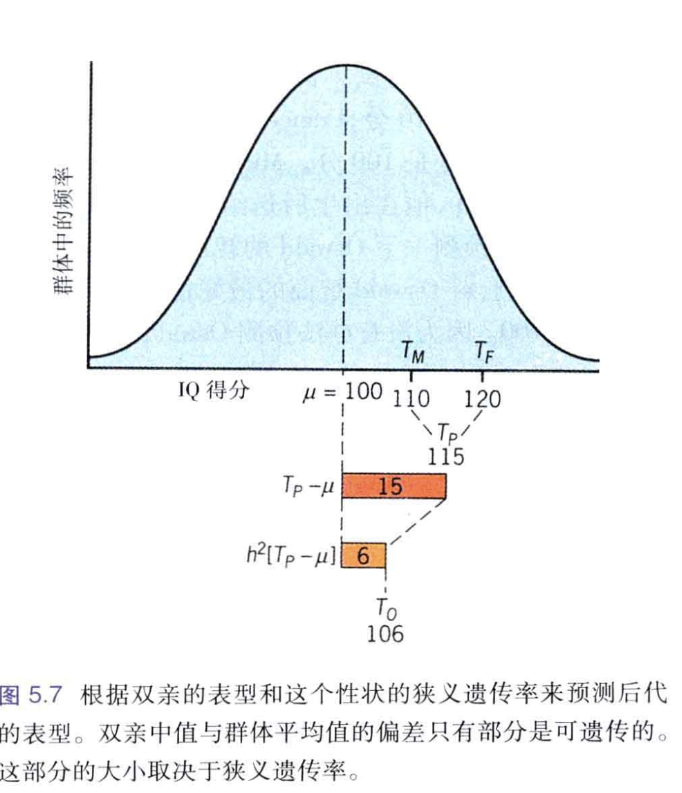 群体中的频率
T_M T_F
IQ 得分 μ = 100 110 120
T_P
115
T_P −μ 15
h²[T_P −μ] 6
T_O
106
图 5.7 根据双亲的表型和这个性状的狭义遗传率来预测后代
的表型。双亲中值与群体平均值的偏差只有部分是可遗传的。
这部分的大小取决于狭义遗传率。